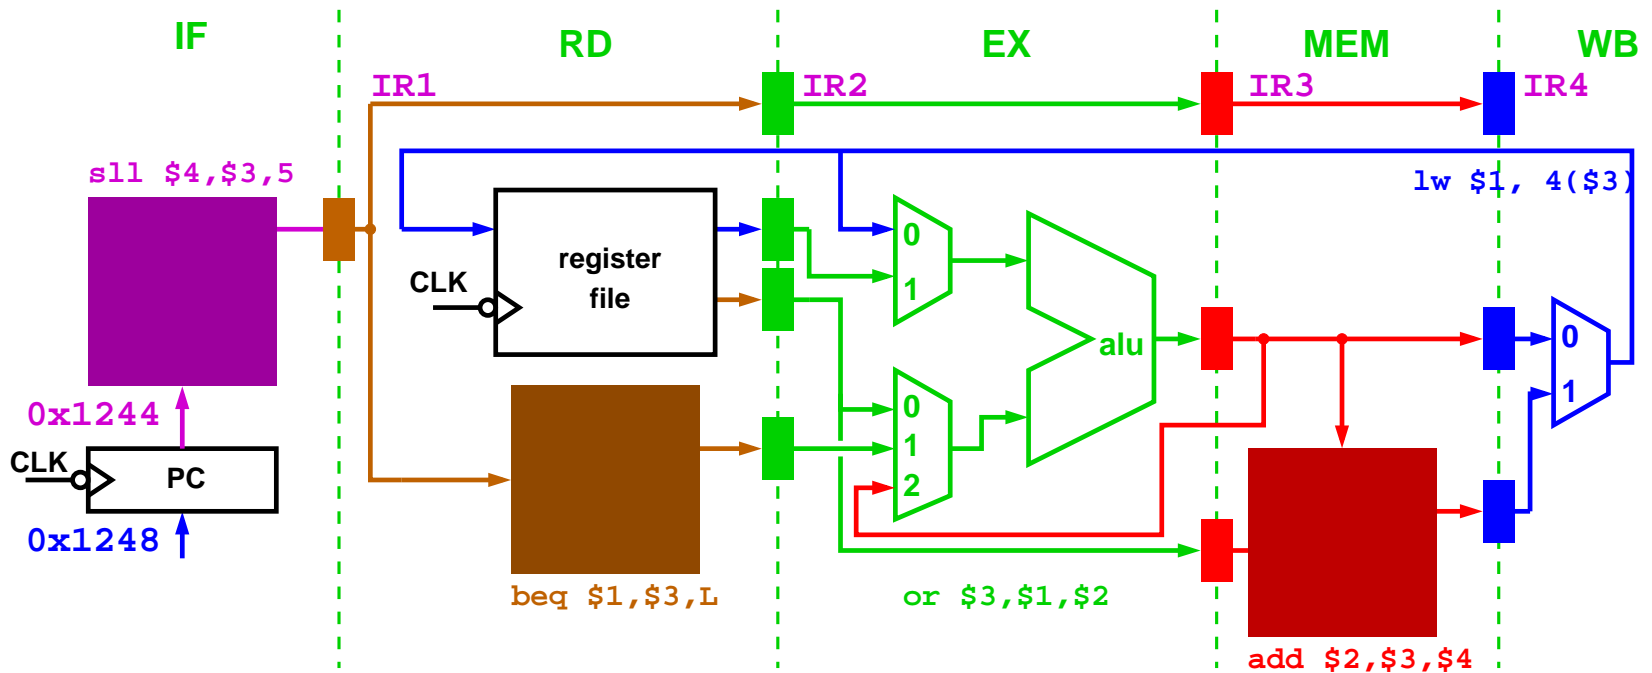 IF
RD
EX
MEM
WB
IR1
IR2
IR3
IR4
sll $4,$3,5
lw $1, 4($3)
register
file
CLK
0
1
alu
0
1
2
0
1
0x1244
CLK
PC
0x1248
beq $1,$3,L
or $3,$1,$2
add $2,$3,$4